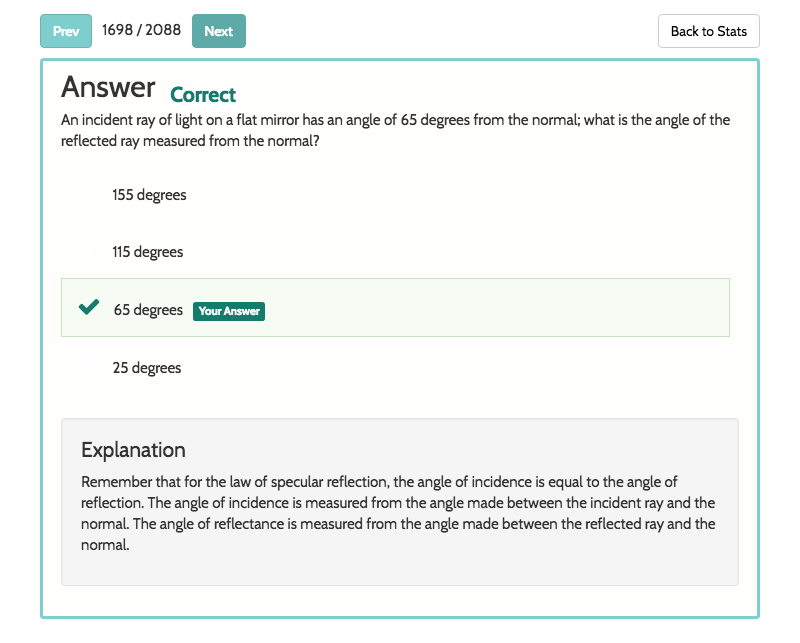 Prev 1698 / 2088 Next Back to Stats
Answer Correct
An incident ray of light on a flat mirror has an angle of 65 degrees from the normal; what is the angle of the
reflected ray measured from the normal?
155 degrees
115 degrees
65 degrees Your Answer
25 degrees
Explanation
Remember that for the law of specular reflection, the angle of incidence is equal to the angle of
reflection. The angle of incidence is measured from the angle made between the incident ray and the
normal. The angle of reflectance is measured from the angle made between the reflected ray and the
normal.